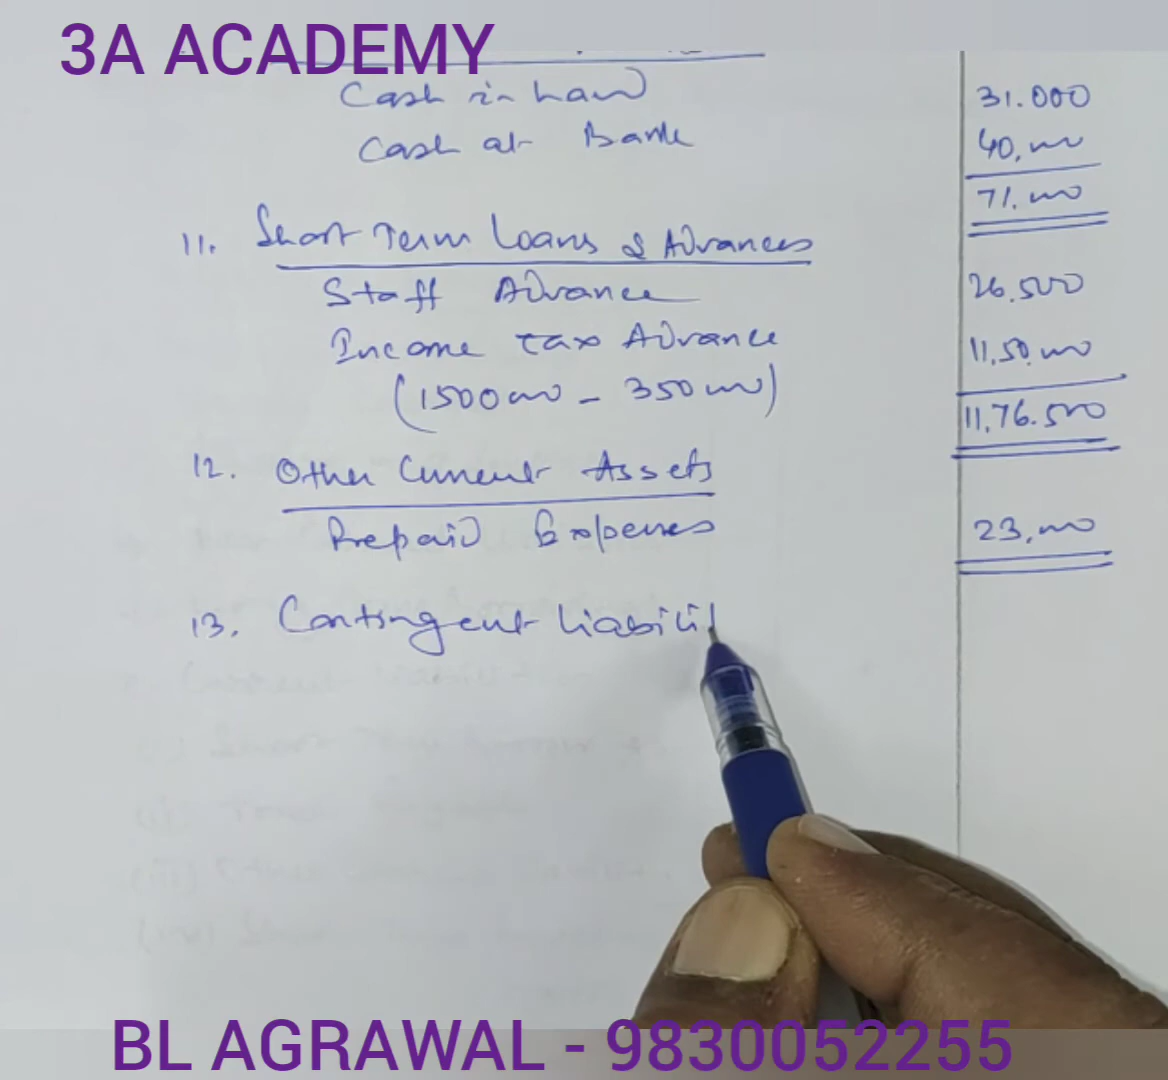 3A ACADEMY
Cash in hand 31.000
Cash at Bank 40,000
71.000
11. Short Term Loans & Advances
Staff Advance 26.500
Income tax Advance 11,50,000
(1500000 - 350000) 11,76.500
12. Other Current Assets
Prepaid Expenses 23,000
13. Contingent Liabilit
BL AGRAWAL - 9830052255